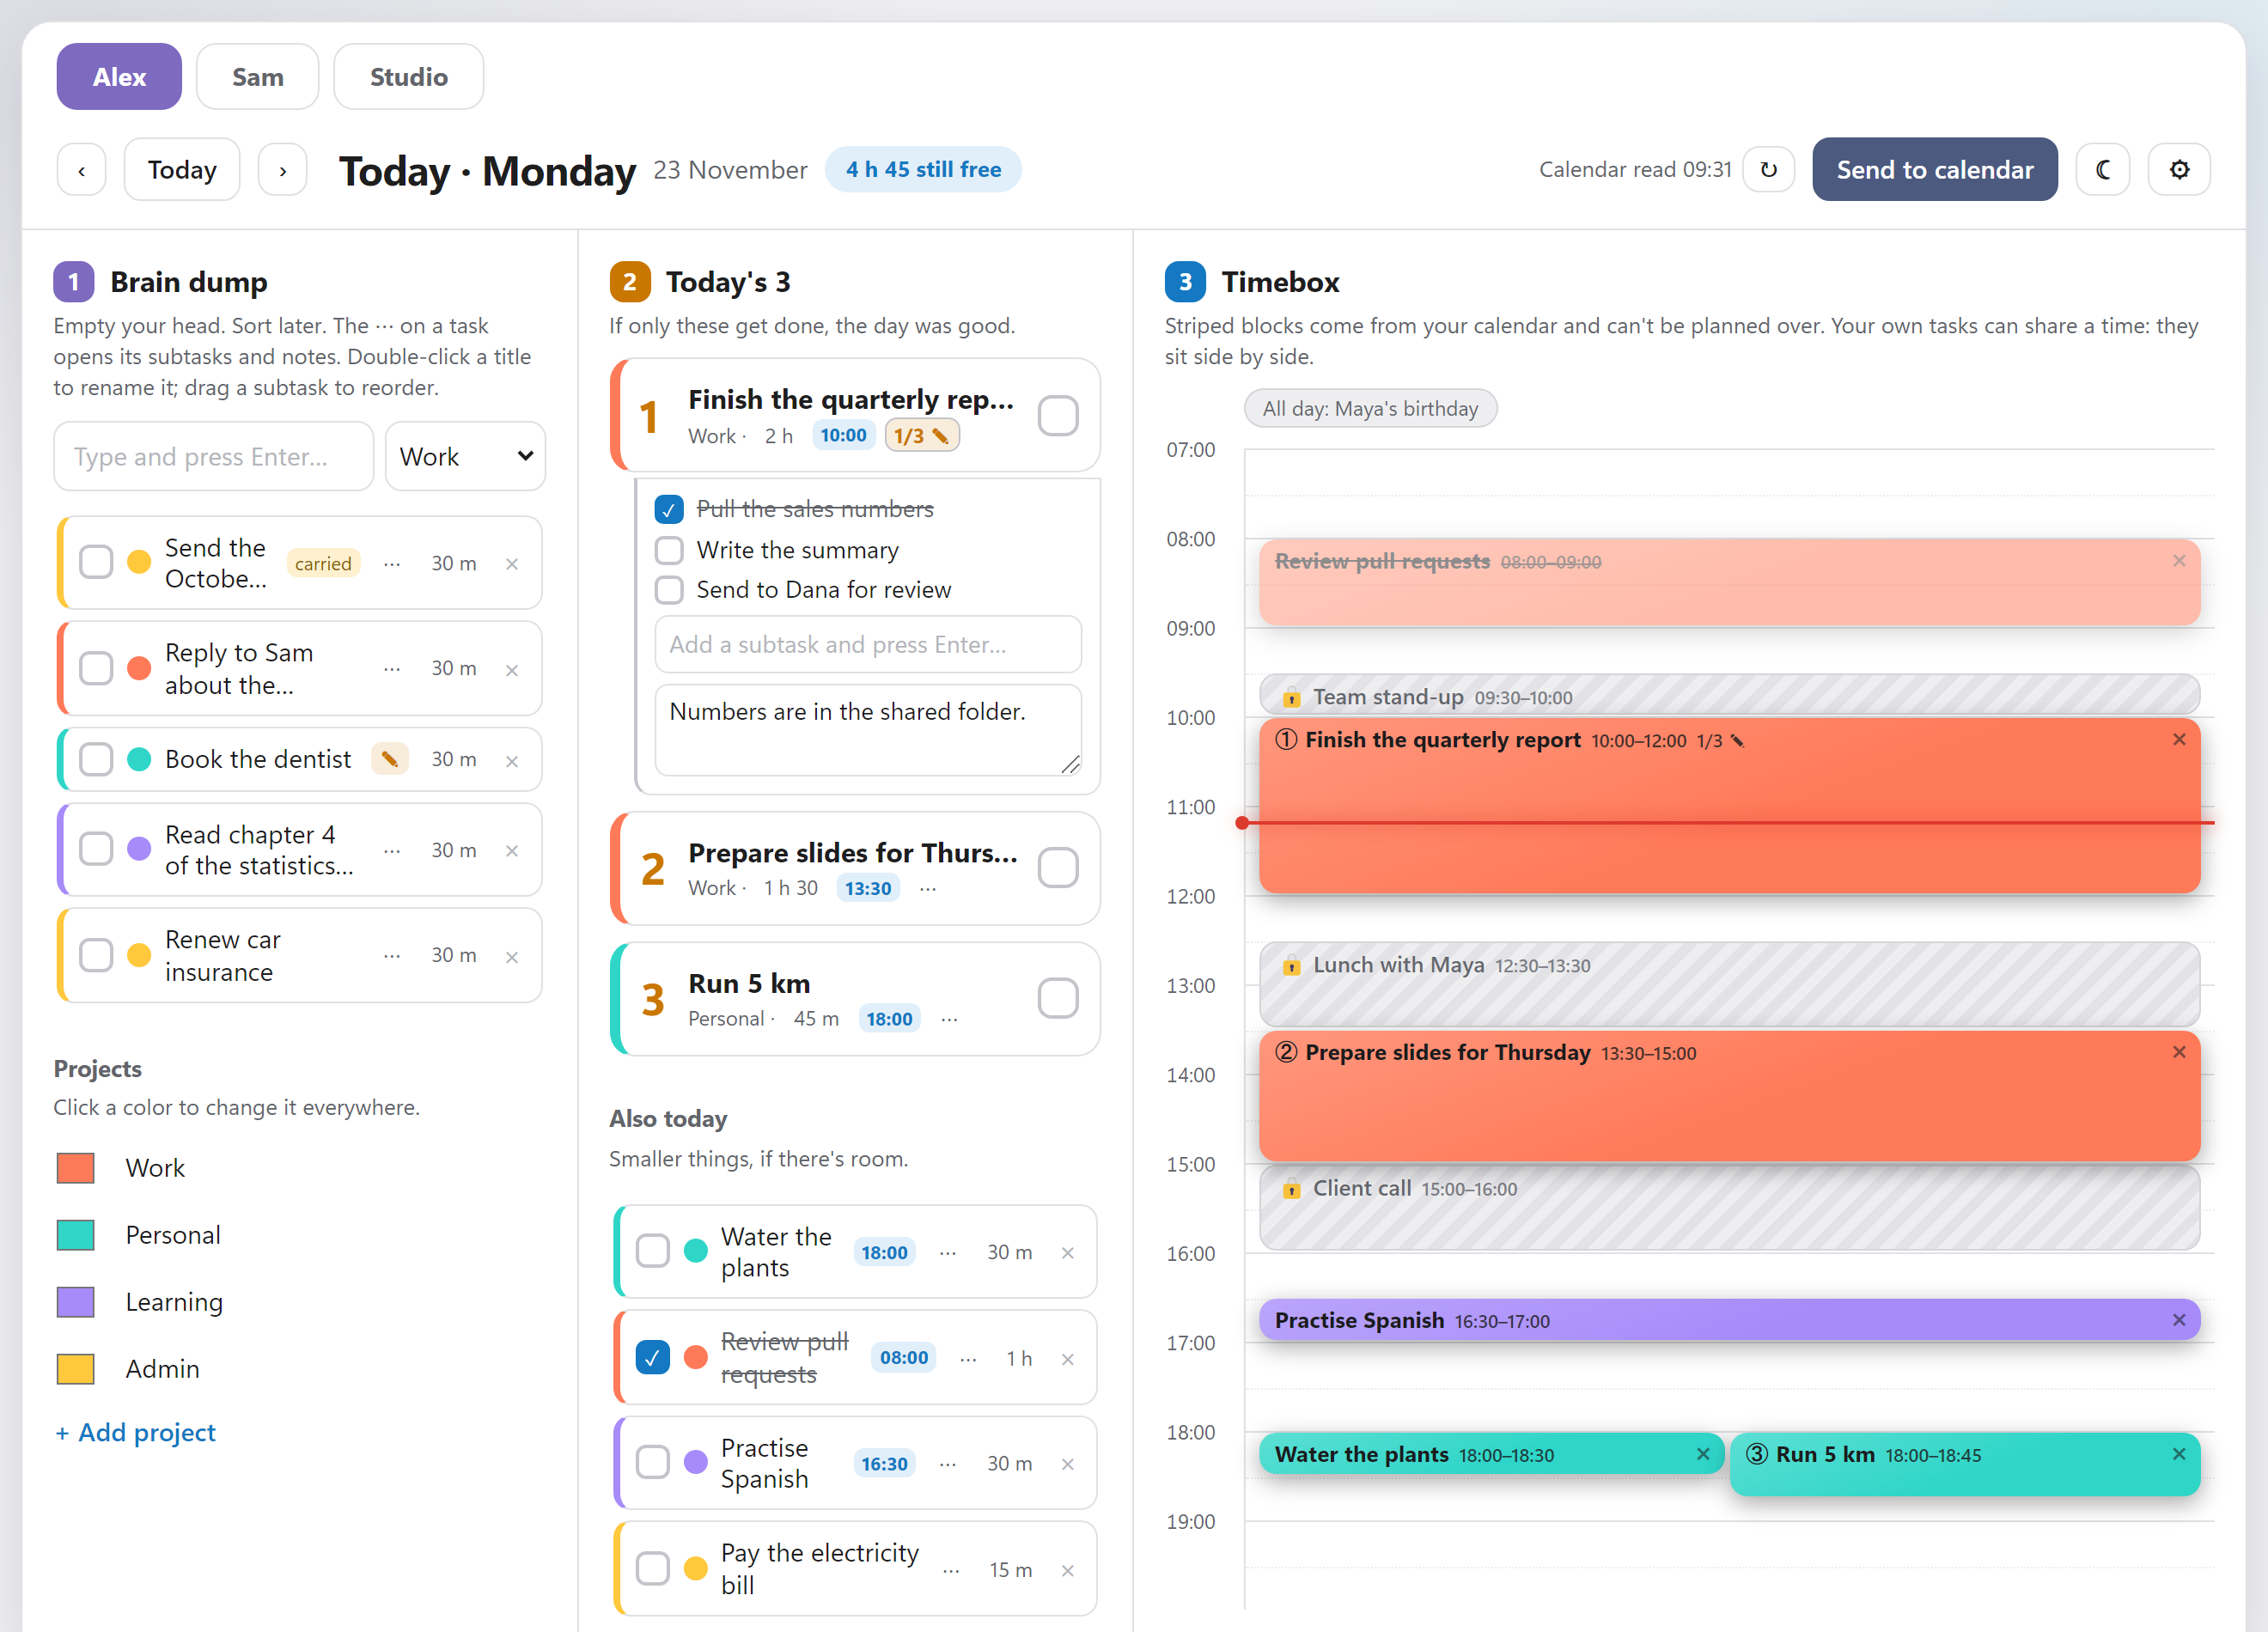 Alex Sam Studio
‹ Today › Today · Monday 23 November 4 h 45 still free Calendar read 09:31 ↻ Send to calendar ☾ ⚙
1 Brain dump
Empty your head. Sort later. The ··· on a task
opens its subtasks and notes. Double-click a title
to rename it; drag a subtask to reorder.
Type and press Enter... Work
Send the
Octobe... carried ··· 30 m ×
Reply to Sam
about the... ··· 30 m ×
Book the dentist ✏️ 30 m ×
Read chapter 4
of the statistics... ··· 30 m ×
Renew car
insurance ··· 30 m ×
Projects
Click a color to change it everywhere.
Work
Personal
Learning
Admin
+ Add project
2 Today's 3
If only these get done, the day was good.
1 Finish the quarterly rep...
Work · 2 h 10:00 1/3 ✏️
✓ Pull the sales numbers
Write the summary
Send to Dana for review
Add a subtask and press Enter...
Numbers are in the shared folder.
2 Prepare slides for Thurs...
Work · 1 h 30 13:30 ···
3 Run 5 km
Personal · 45 m 18:00 ···
Also today
Smaller things, if there's room.
Water the
plants 18:00 ··· 30 m ×
✓ Review pull
requests 08:00 ··· 1 h ×
Practise
Spanish 16:30 ··· 30 m ×
Pay the electricity
bill ··· 15 m ×
3 Timebox
Striped blocks come from your calendar and can't be planned over. Your own tasks can share a time: they
sit side by side.
All day: Maya's birthday
07:00
08:00
Review pull requests 08:00–09:00 ×
09:00
🔒 Team stand-up 09:30–10:00
10:00
① Finish the quarterly report 10:00–12:00 1/3 ✏️ ×
11:00
12:00
🔒 Lunch with Maya 12:30–13:30
13:00
② Prepare slides for Thursday 13:30–15:00 ×
14:00
15:00
🔒 Client call 15:00–16:00
16:00
Practise Spanish 16:30–17:00 ×
17:00
18:00
Water the plants 18:00–18:30 × ③ Run 5 km 18:00–18:45 ×
19:00